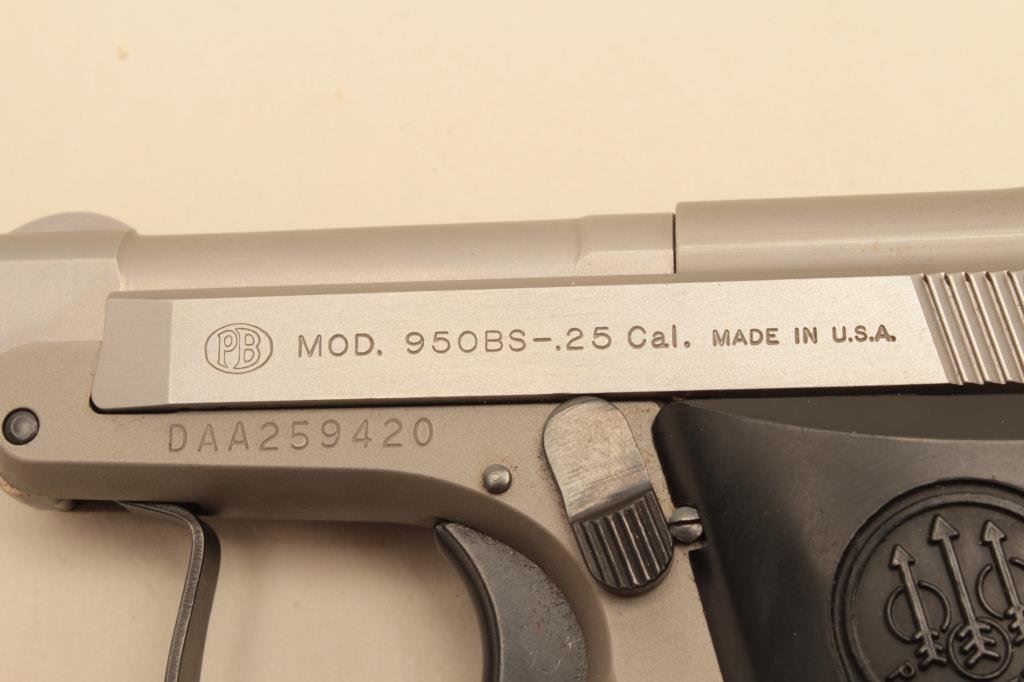 PB MOD. 950BS-.25 Cal. MADE IN U.S.A.
DAA259420
P